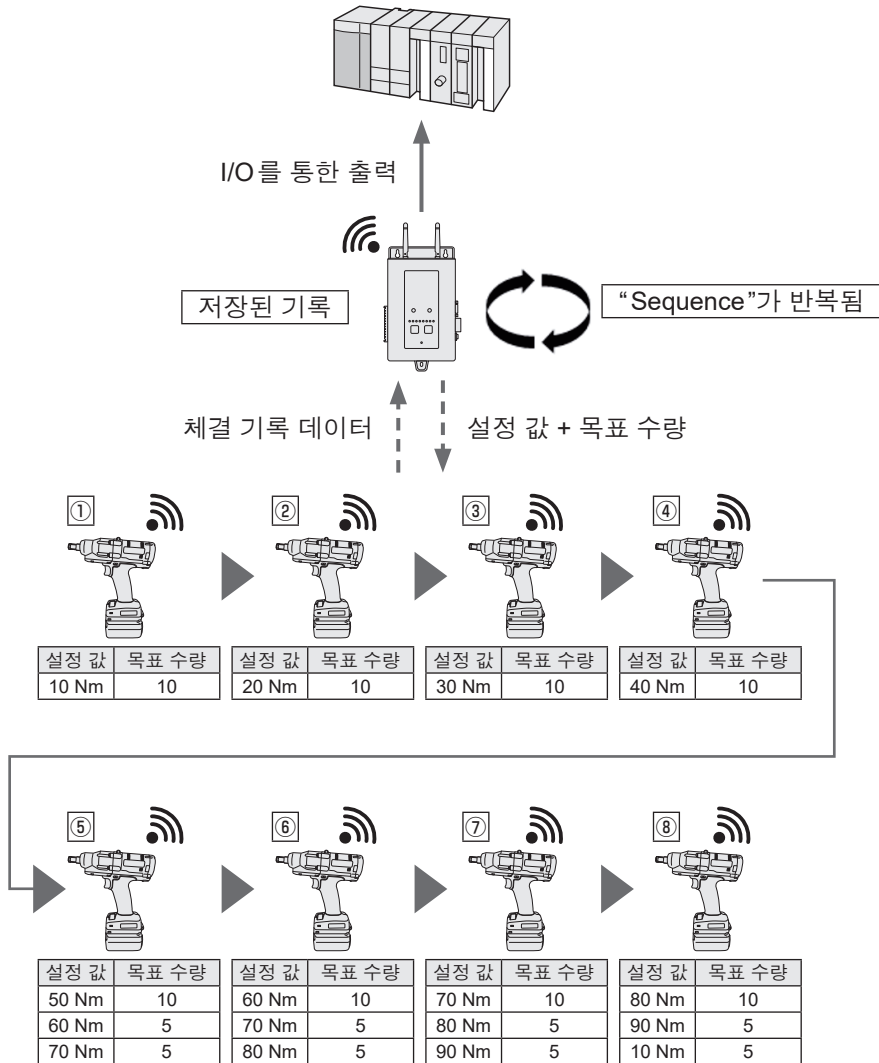 I/O를 통한 출력
저장된 기록
“Sequence”가 반복됨
체결 기록 데이터
설정 값 + 목표 수량
① ② ③ ④
설정 값 목표 수량 설정 값 목표 수량 설정 값 목표 수량 설정 값 목표 수량
10 Nm 10 20 Nm 10 30 Nm 10 40 Nm 10
⑤ ⑥ ⑦ ⑧
설정 값 목표 수량 설정 값 목표 수량 설정 값 목표 수량 설정 값 목표 수량
50 Nm 10 60 Nm 10 70 Nm 10 80 Nm 10
60 Nm 5 70 Nm 5 80 Nm 5 90 Nm 5
70 Nm 5 80 Nm 5 90 Nm 5 10 Nm 5